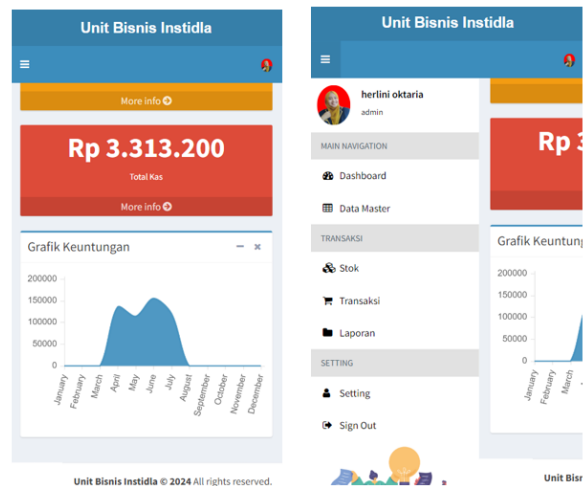 Unit Bisnis Instidla
More info
Rp 3.313.200
Total Kas
More info
Grafik Keuntungan
200000
150000
100000
50000
0
January
February
March
April
May
June
July
August
September
October
November
December
Unit Bisnis Instidla © 2024 All rights reserved.
Unit Bisnis Instidla
herlini oktaria
admin
MAIN NAVIGATION
Dashboard
Data Master
TRANSAKSI
Stok
Transaksi
Laporan
SETTING
Setting
Sign Out
Rp 3
Grafik Keuntung
200000
150000
100000
50000
0
January
February
March
Unit Bisn